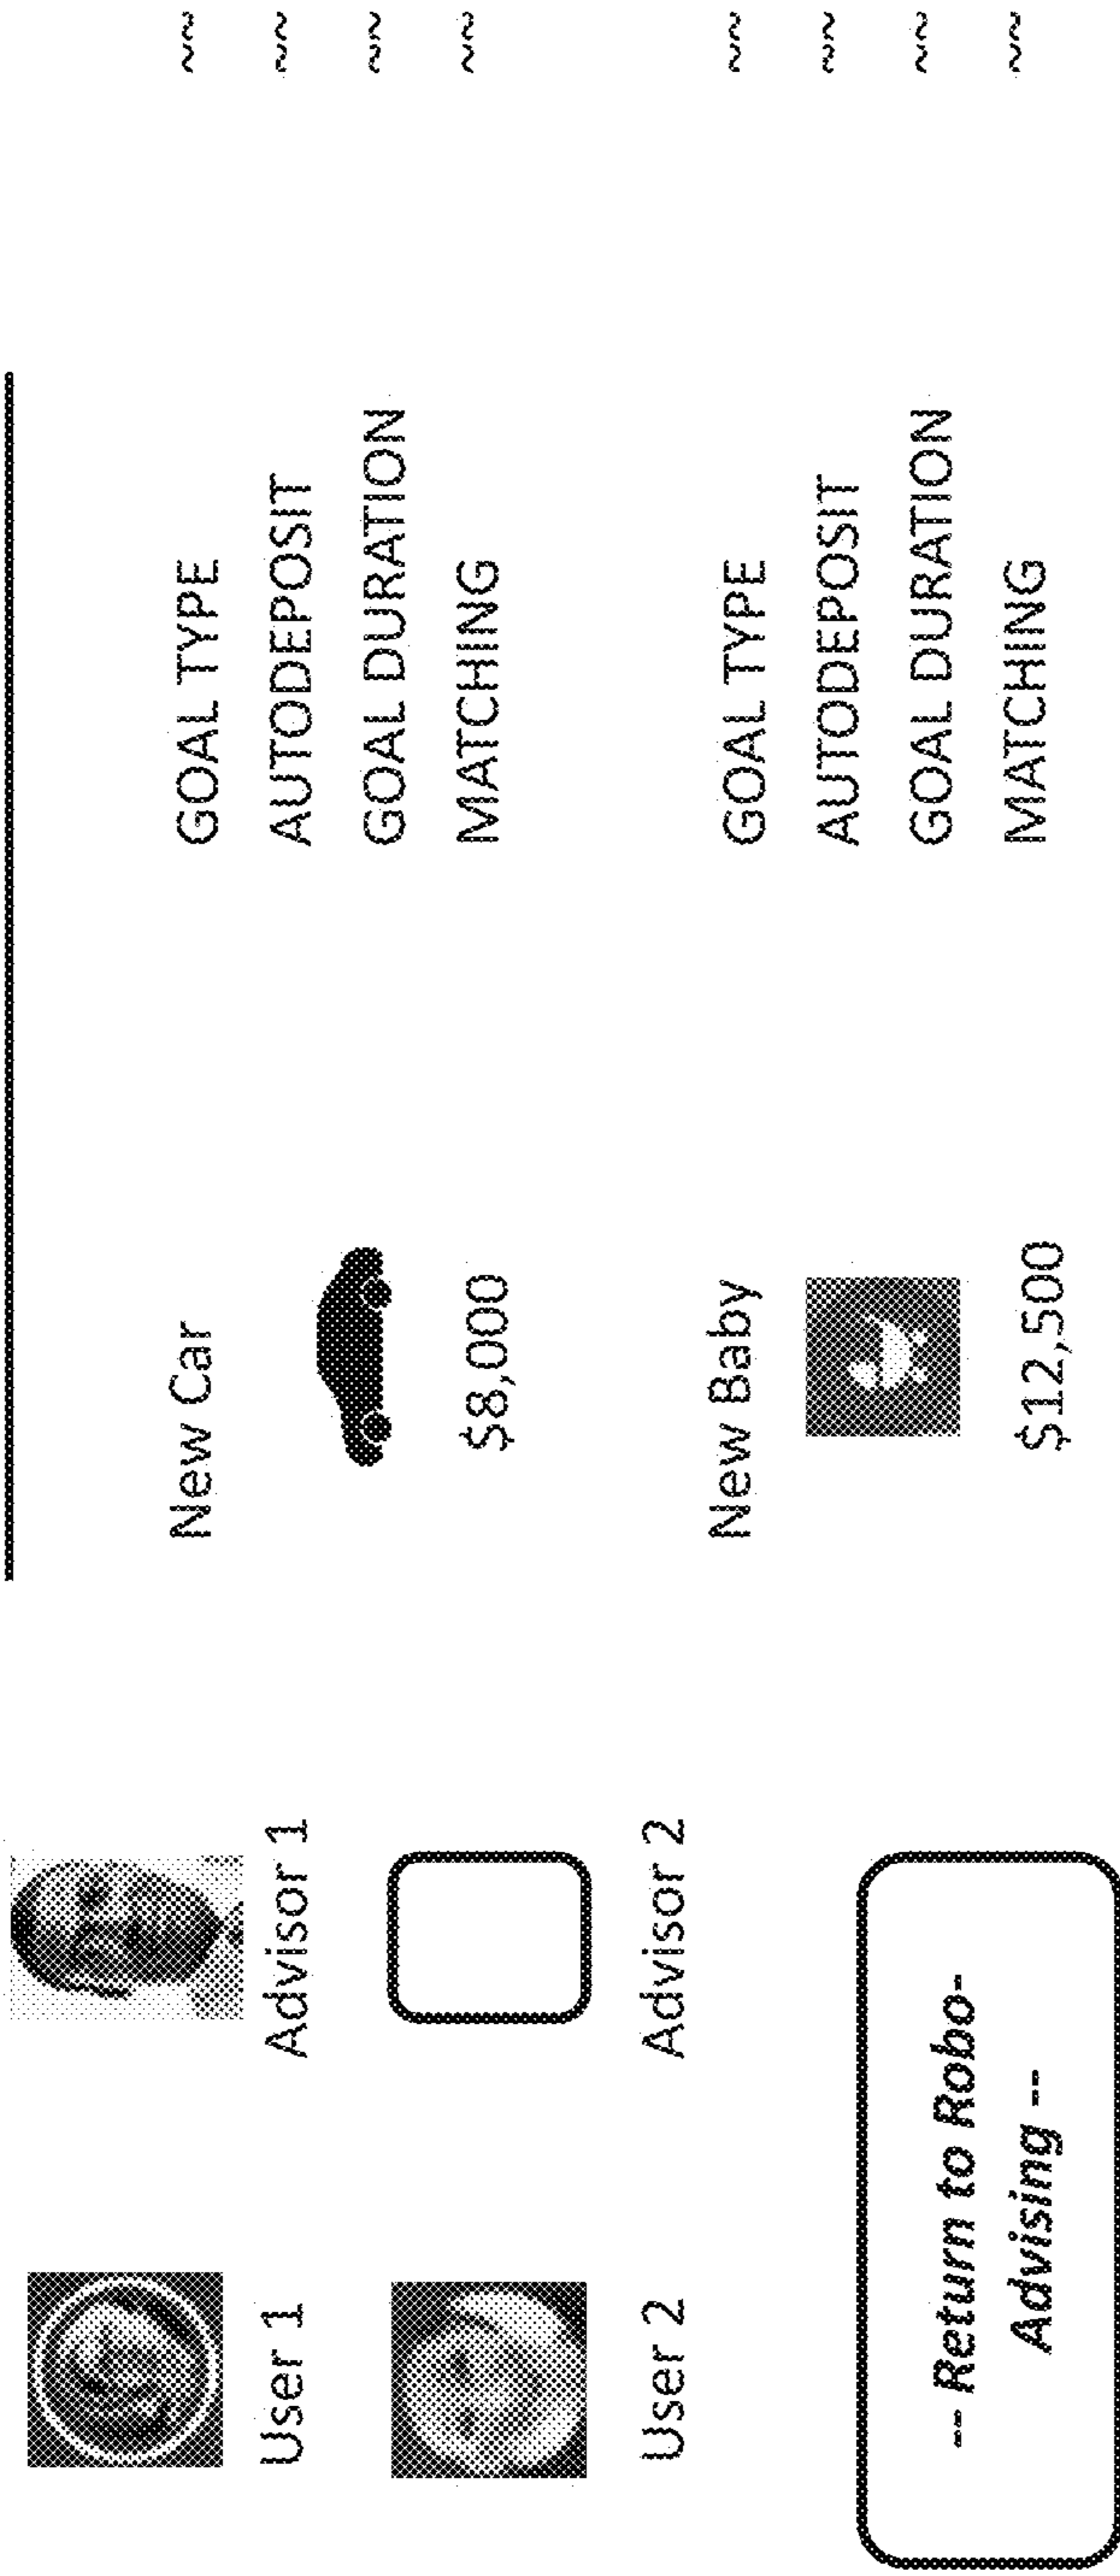 User 1
Advisor 1
User 2
Advisor 2
-- Return to Robo-
Advising --
New Car
$8,000
GOAL TYPE ~~
AUTODEPOSIT ~~
GOAL DURATION ~~
MATCHING ~~
New Baby
$12,500
GOAL TYPE ~~
AUTODEPOSIT ~~
GOAL DURATION ~~
MATCHING ~~